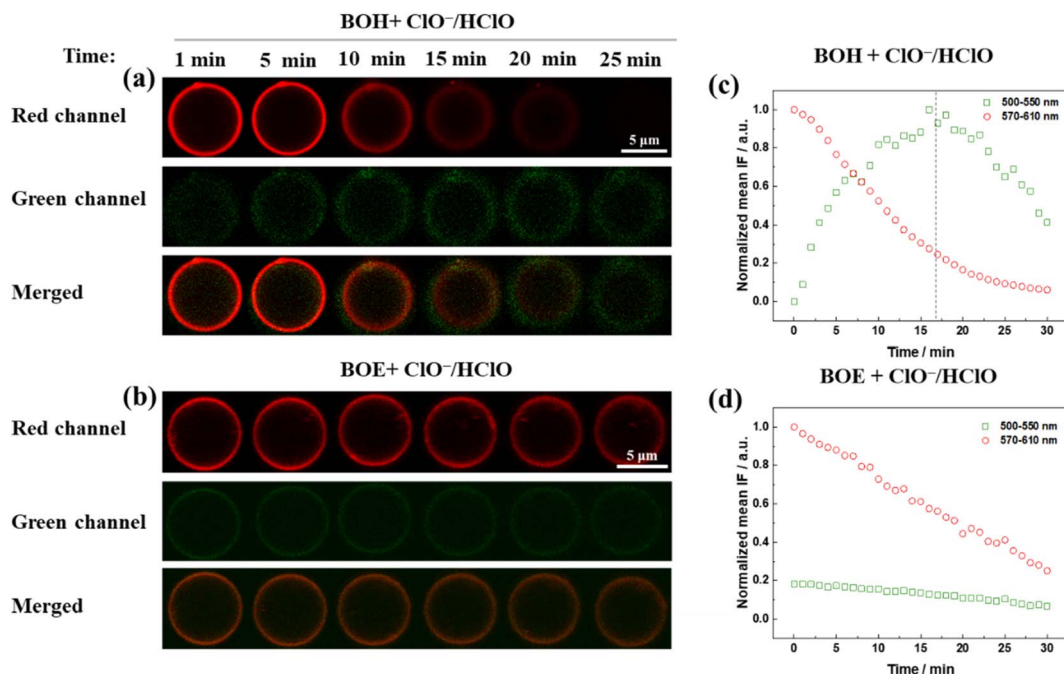 BOH+ ClO⁻/HClO
Time: 1 min 5 min 10 min 15 min 20 min 25 min
(a)
Red channel
5 μm
Green channel
Merged
BOE+ ClO⁻/HClO
(b)
Red channel
5 μm
Green channel
Merged
BOH + ClO⁻/HClO
(c)
500-550 nm
570-610 nm
Normalized mean IF / a.u.
1.0
0.8
0.6
0.4
0.2
0.0
0 5 10 15 20 25 30
Time / min
BOE + ClO⁻/HClO
(d)
500-550 nm
570-610 nm
Normalized mean IF / a.u.
1.0
0.8
0.6
0.4
0.2
0.0
0 5 10 15 20 25 30
Time / min